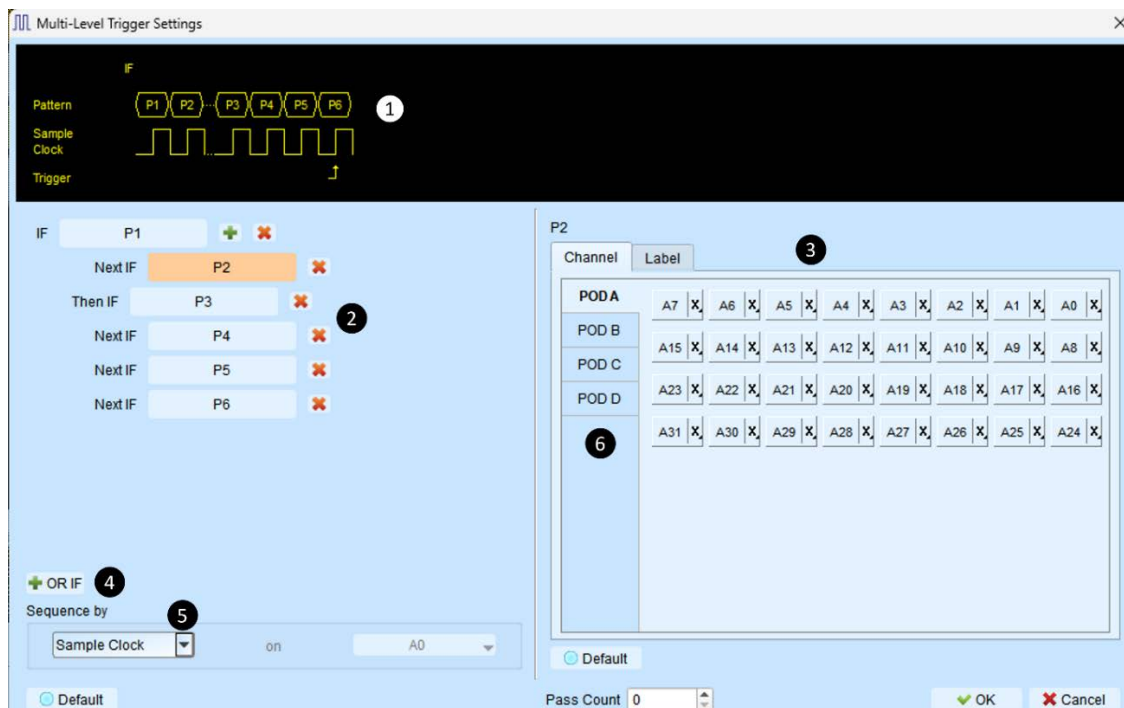 Multi-Level Trigger Settings
IF
Pattern P1 P2 ... P3 P4 P5 P6 1
Sample
Clock
Trigger
IF P1
Next IF P2
Then IF P3
2
Next IF P4
Next IF P5
Next IF P6
+ OR IF 4
Sequence by
5
Sample Clock on A0
Default
P2
Channel Label 3
POD A
POD B
POD C
POD D
6
A7 X A6 X A5 X A4 X A3 X A2 X A1 X A0 X
A15 X A14 X A13 X A12 X A11 X A10 X A9 X A8 X
A23 X A22 X A21 X A20 X A19 X A18 X A17 X A16 X
A31 X A30 X A29 X A28 X A27 X A26 X A25 X A24 X
Default
Pass Count 0
OK Cancel